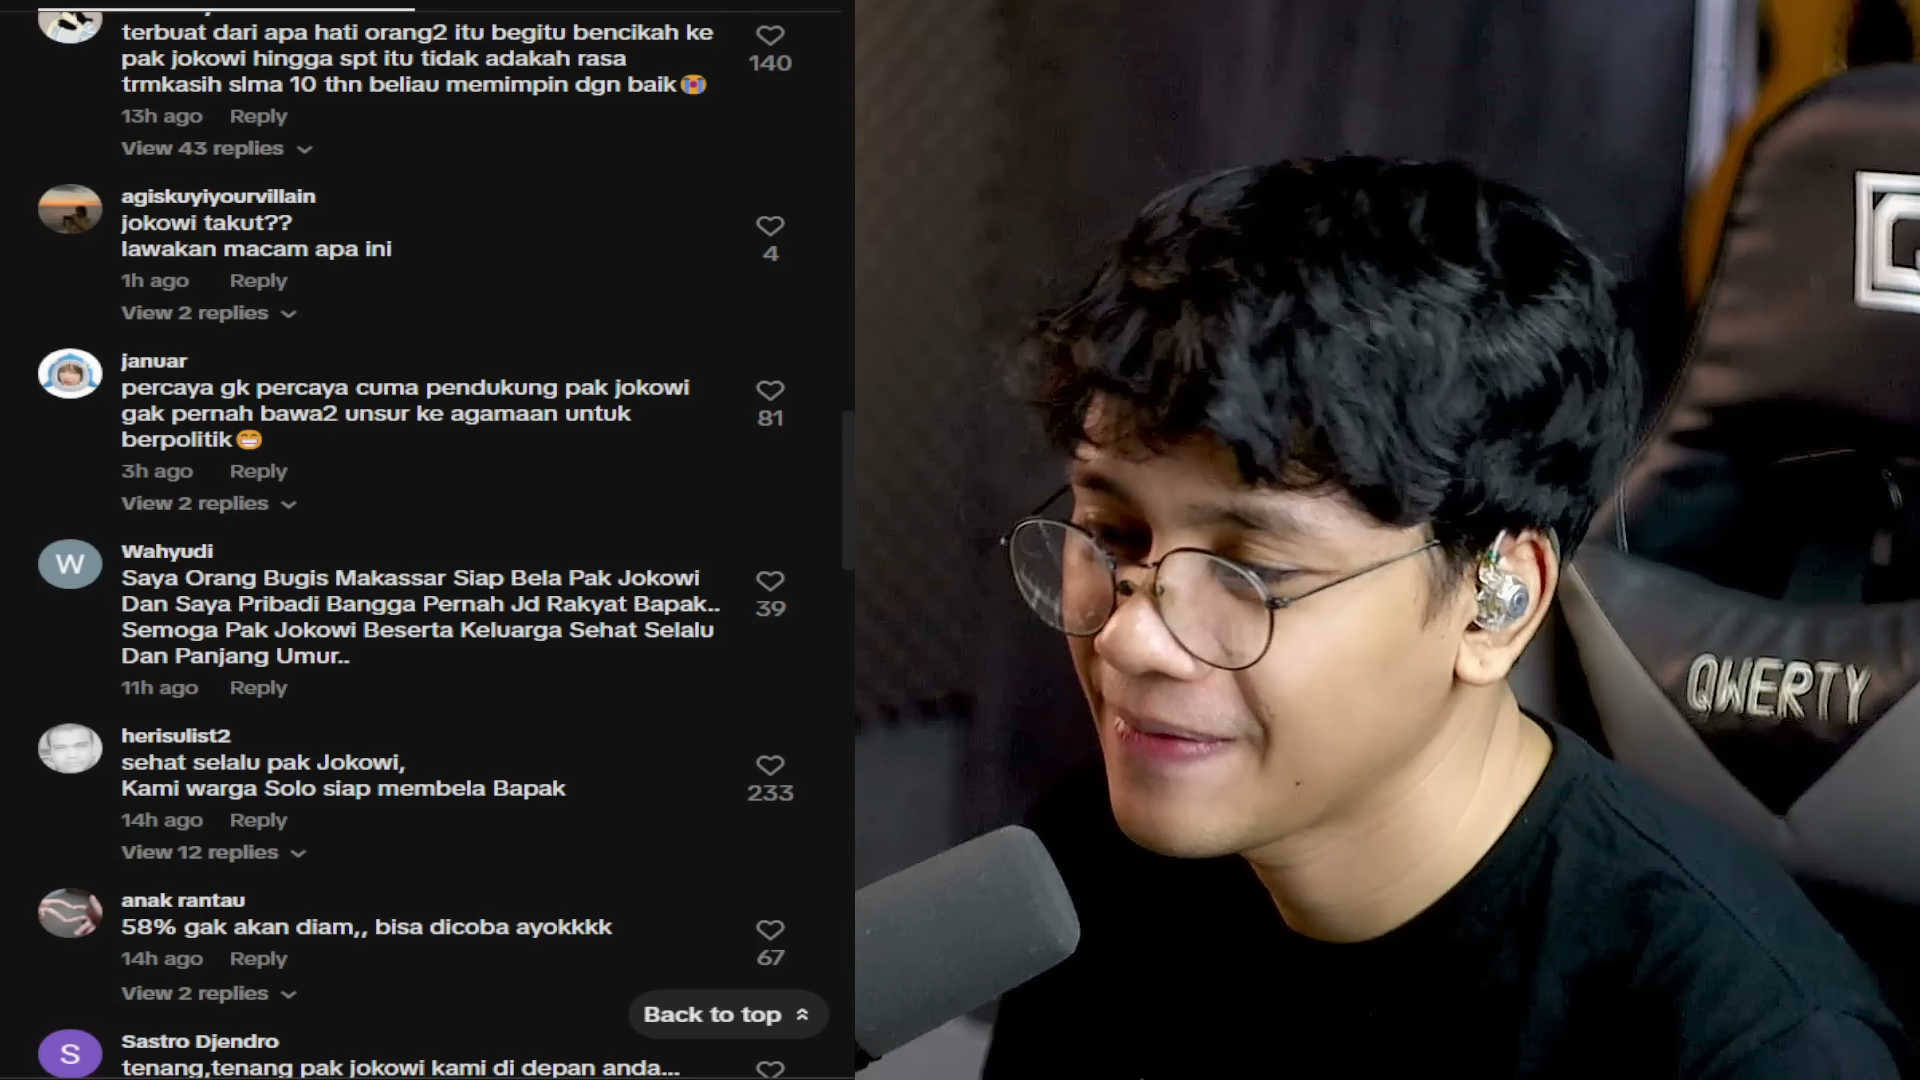 terbuat dari apa hati orang2 itu begitu bencikah ke
pak jokowi hingga spt itu tidak adakah rasa
trmkasih slma 10 thn beliau memimpin dgn baik😭
140
13h ago Reply
View 43 replies
agiskuyiyourvillain
jokowi takut??
lawakan macam apa ini
4
1h ago Reply
View 2 replies
januar
percaya gk percaya cuma pendukung pak jokowi
gak pernah bawa2 unsur ke agamaan untuk
berpolitik😁
81
3h ago Reply
View 2 replies
W
Wahyudi
Saya Orang Bugis Makassar Siap Bela Pak Jokowi
Dan Saya Pribadi Bangga Pernah Jd Rakyat Bapak..
Semoga Pak Jokowi Beserta Keluarga Sehat Selalu
Dan Panjang Umur..
39
11h ago Reply
herisulist2
sehat selalu pak Jokowi,
Kami warga Solo siap membela Bapak
233
14h ago Reply
View 12 replies
anak rantau
58% gak akan diam,, bisa dicoba ayokkkk
67
14h ago Reply
View 2 replies
Back to top
S
Sastro Djendro
tenang,tenang pak jokowi kami di depan anda...
QWERTY